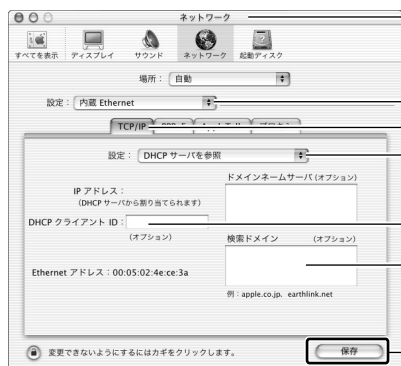 ネットワーク
すべてを表示 ディスプレイ サウンド ネットワーク 起動ディスク
場所： 自動
設定： 内蔵 Ethernet
TCP/IP
設定： DHCP サーバを参照
ドメインネームサーバ (オプション)
IP アドレス：
(DHCP サーバから割り当てられます)
DHCP クライアント ID：
(オプション)
検索ドメイン (オプション)
Ethernet アドレス：00:05:02:4e:ce:3a
例：apple.co.jp、earthlink.net
変更できないようにするにはカギをクリックします。
保存